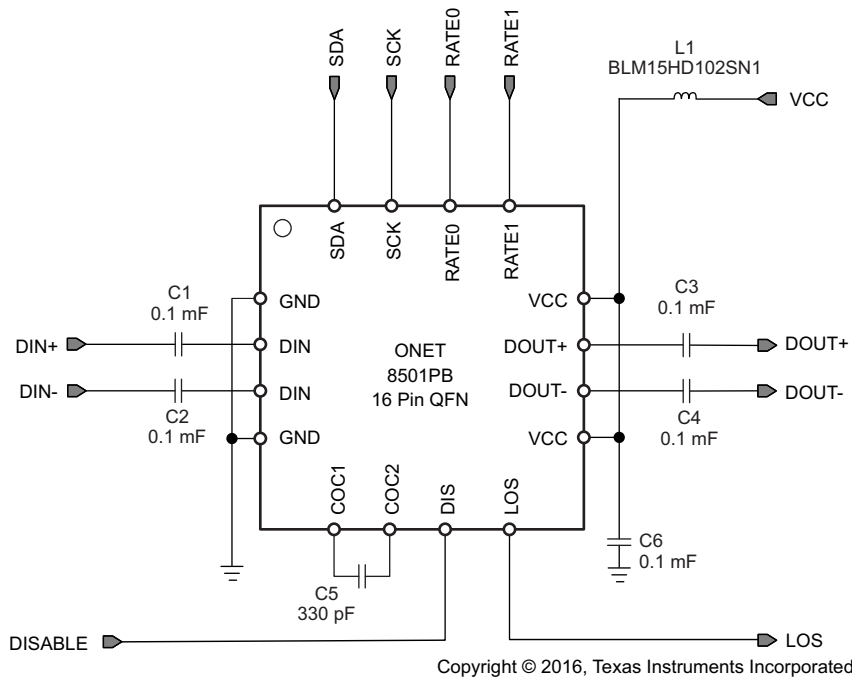 SDA
SCK
RATE0
RATE1
L1
BLM15HD102SN1
VCC
SDA
SCK
RATE0
RATE1
C1
0.1 mF
GND
VCC
C3
0.1 mF
DIN+
DIN
ONET
8501PB
16 Pin QFN
DOUT+
DOUT+
DIN-
DIN
DOUT-
DOUT-
C2
0.1 mF
GND
VCC
C4
0.1 mF
COC1
COC2
DIS
LOS
C5
330 pF
C6
0.1 mF
DISABLE
LOS
Copyright © 2016, Texas Instruments Incorporated